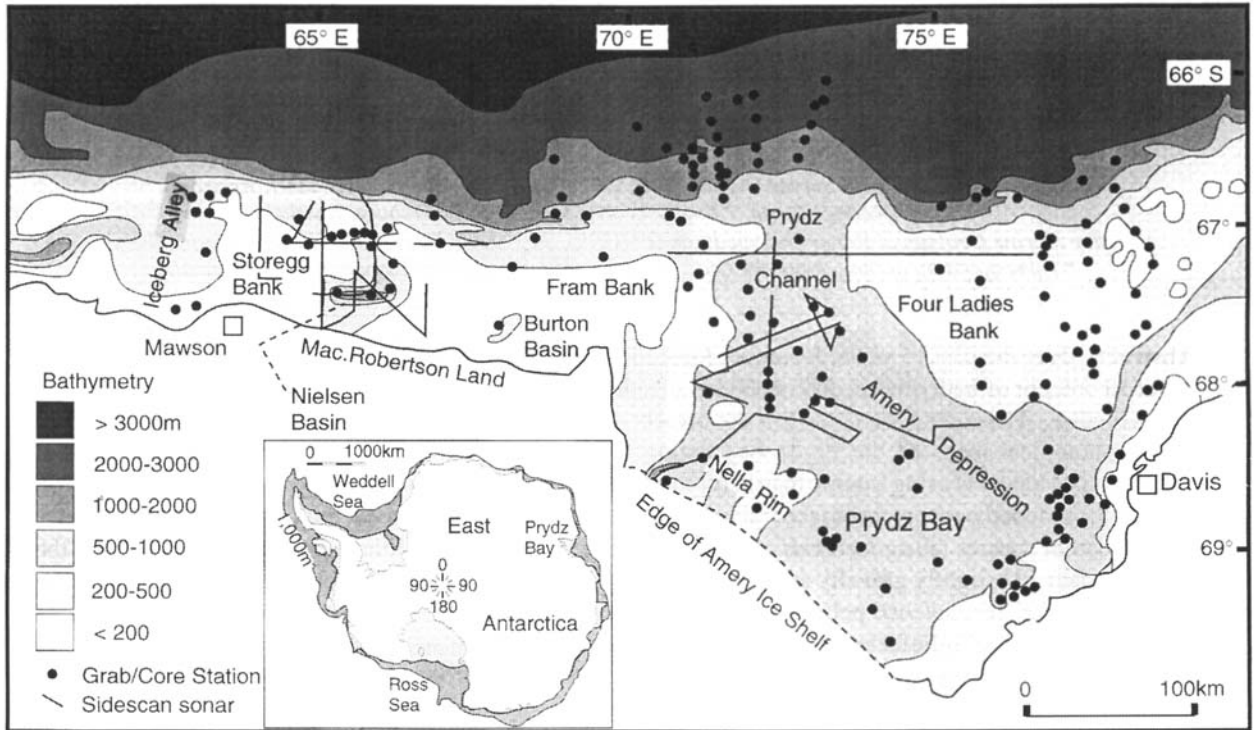 65° E
70° E
75° E
66° S
67°
68°
69°
Iceberg Alley
Storegg
Bank
Mawson
Mac.Robertson Land
Nielsen
Basin
Fram Bank
Burton
Basin
Prydz
Channel
Four Ladies
Bank
Amery
Depression
Nella Rim
Prydz Bay
Edge of Amery Ice Shelf
Davis
Bathymetry
> 3000m
2000-3000
1000-2000
500-1000
200-500
< 200
Grab/Core Station
Sidescan sonar
0 1000km
Weddell
Sea
1,000m
East
Prydz
Bay
0
90 90
180
Antarctica
Ross
Sea
0 100km